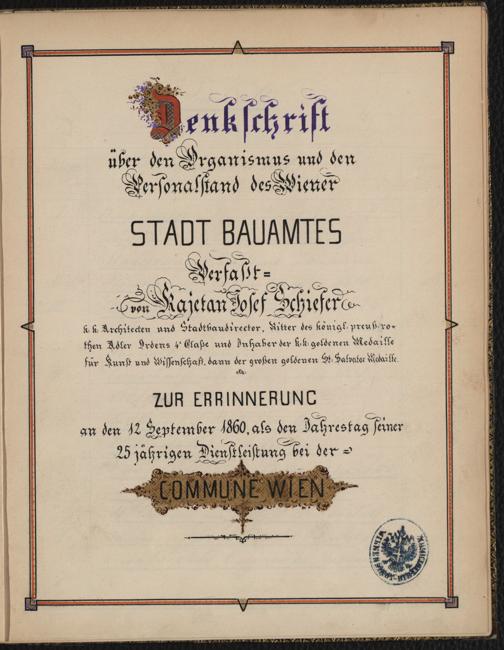 Denkschrift
über den Organismus und den
Personalstand des Wiener
STADT BAUAMTES
Verfaßt=
von Kajetan Josef Schiefer
k. k. Architecten und Stadtbaudirector, Ritter des königl. preuß. ro-
then Adler Ordens 4ᵉ Claße und Inhaber der k. k. goldenen Medaille
für Kunst und Wissenschaft, dann der großen goldenen St. Salvator Medaille.
ZUR ERRINNERUNG
an den 12 September 1860, als den Jahrestag seiner
25 jährigen Dienstleistung bei der =
COMMUNE WIEN